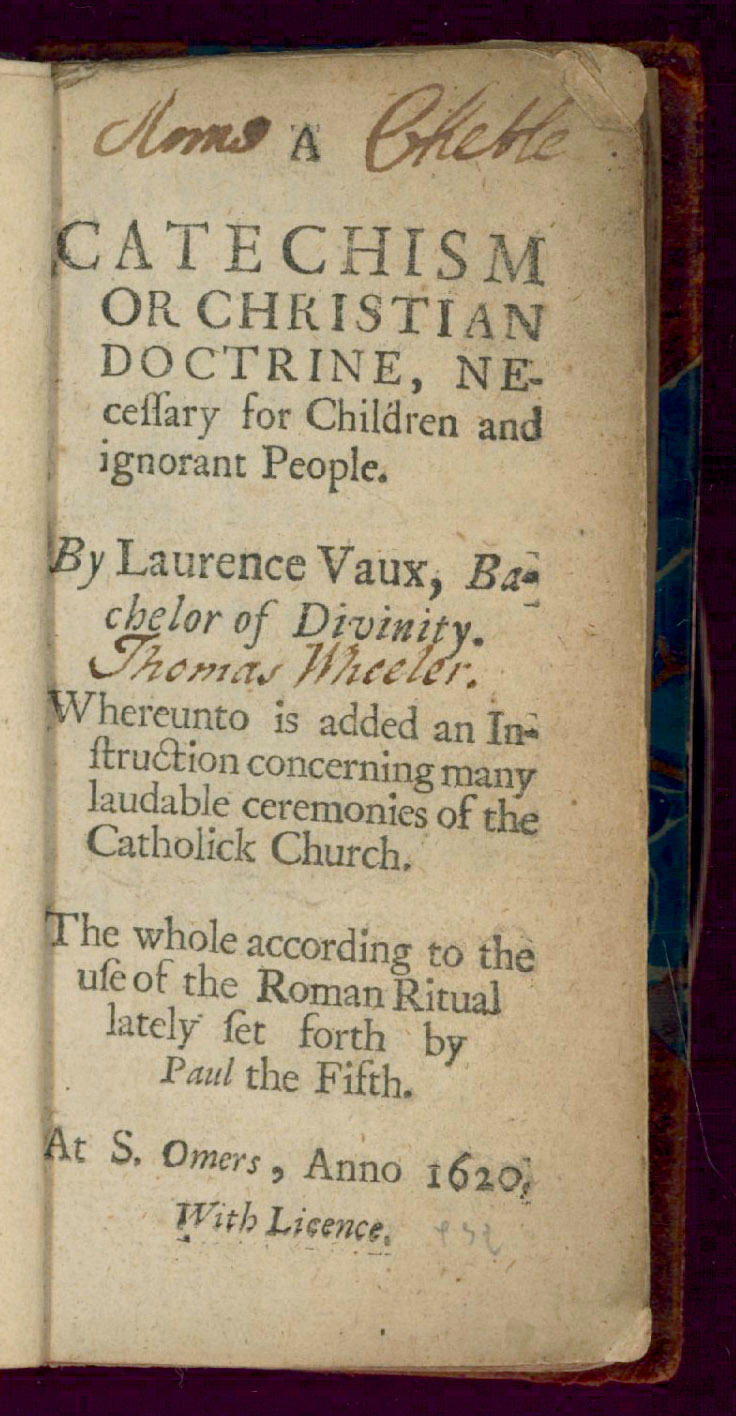 A
CATECHISM
OR CHRISTIAN
DOCTRINE, NE-
ceſſary for Children and
ignorant People.
By Laurence Vaux, Ba-
chelor of Divinity.
Thomas Wheeler.
Whereunto is added an In-
ſtruction concerning many
laudable ceremonies of the
Catholick Church.
The whole according to the
uſe of the Roman Ritual
lately ſet forth by
Paul the Fifth.
At S. Omers, Anno 1620,
With Licence.